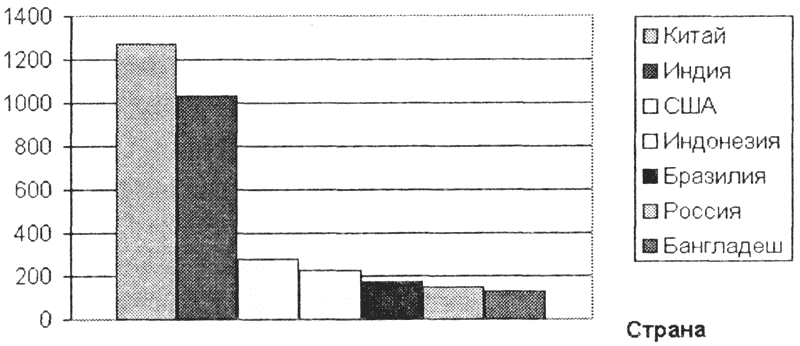 1400
1200
1000
800
600
400
200
0
Китай
Индия
США
Индонезия
Бразилия
Россия
Бангладеш
Страна